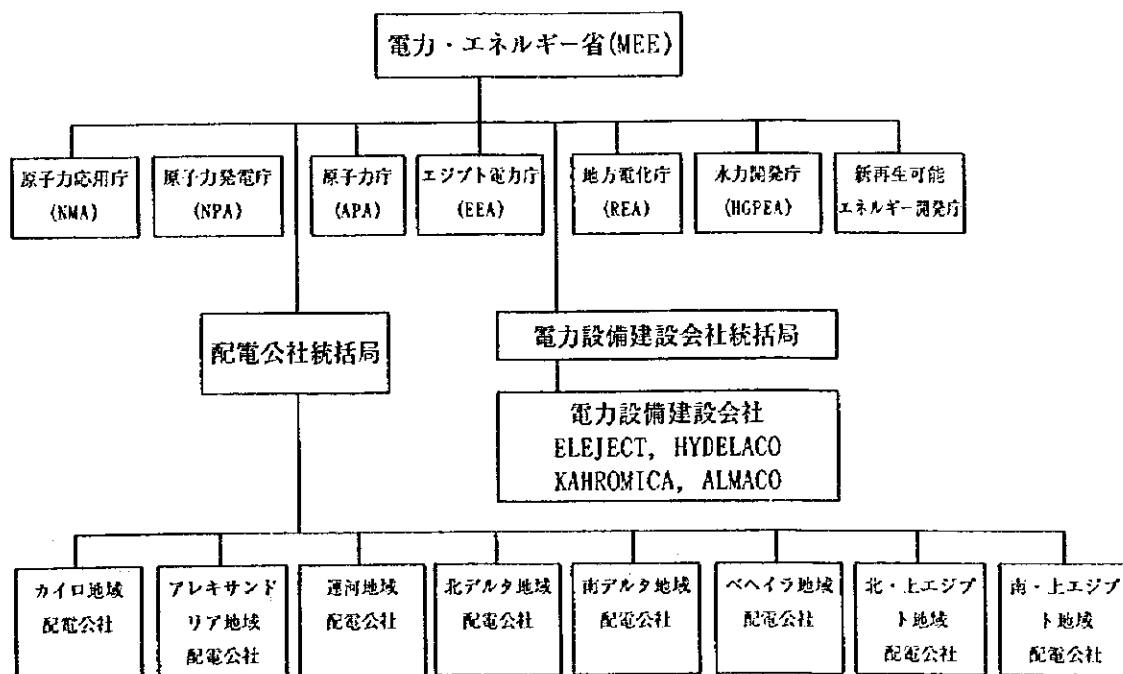 電力・エネルギー省(MEE)
原子力応用庁
(NMA)
原子力発電庁
(NPA)
原子力庁
(APA)
エジプト電力庁
(EEA)
地方電化庁
(REA)
水力開発庁
(HGPEA)
新再生可能
エネルギー開発庁
配電公社統括局
電力設備建設会社統括局
電力設備建設会社
ELEJECT, HYDELACO
KAHROMICA, ALMACO
カイロ地域
配電公社
アレキサンド
リア地域
配電公社
運河地域
配電公社
北デルタ地域
配電公社
南デルタ地域
配電公社
ベヘイラ地域
配電公社
北・上エジプ
ト地域
配電公社
南・上エジプ
ト地域
配電公社